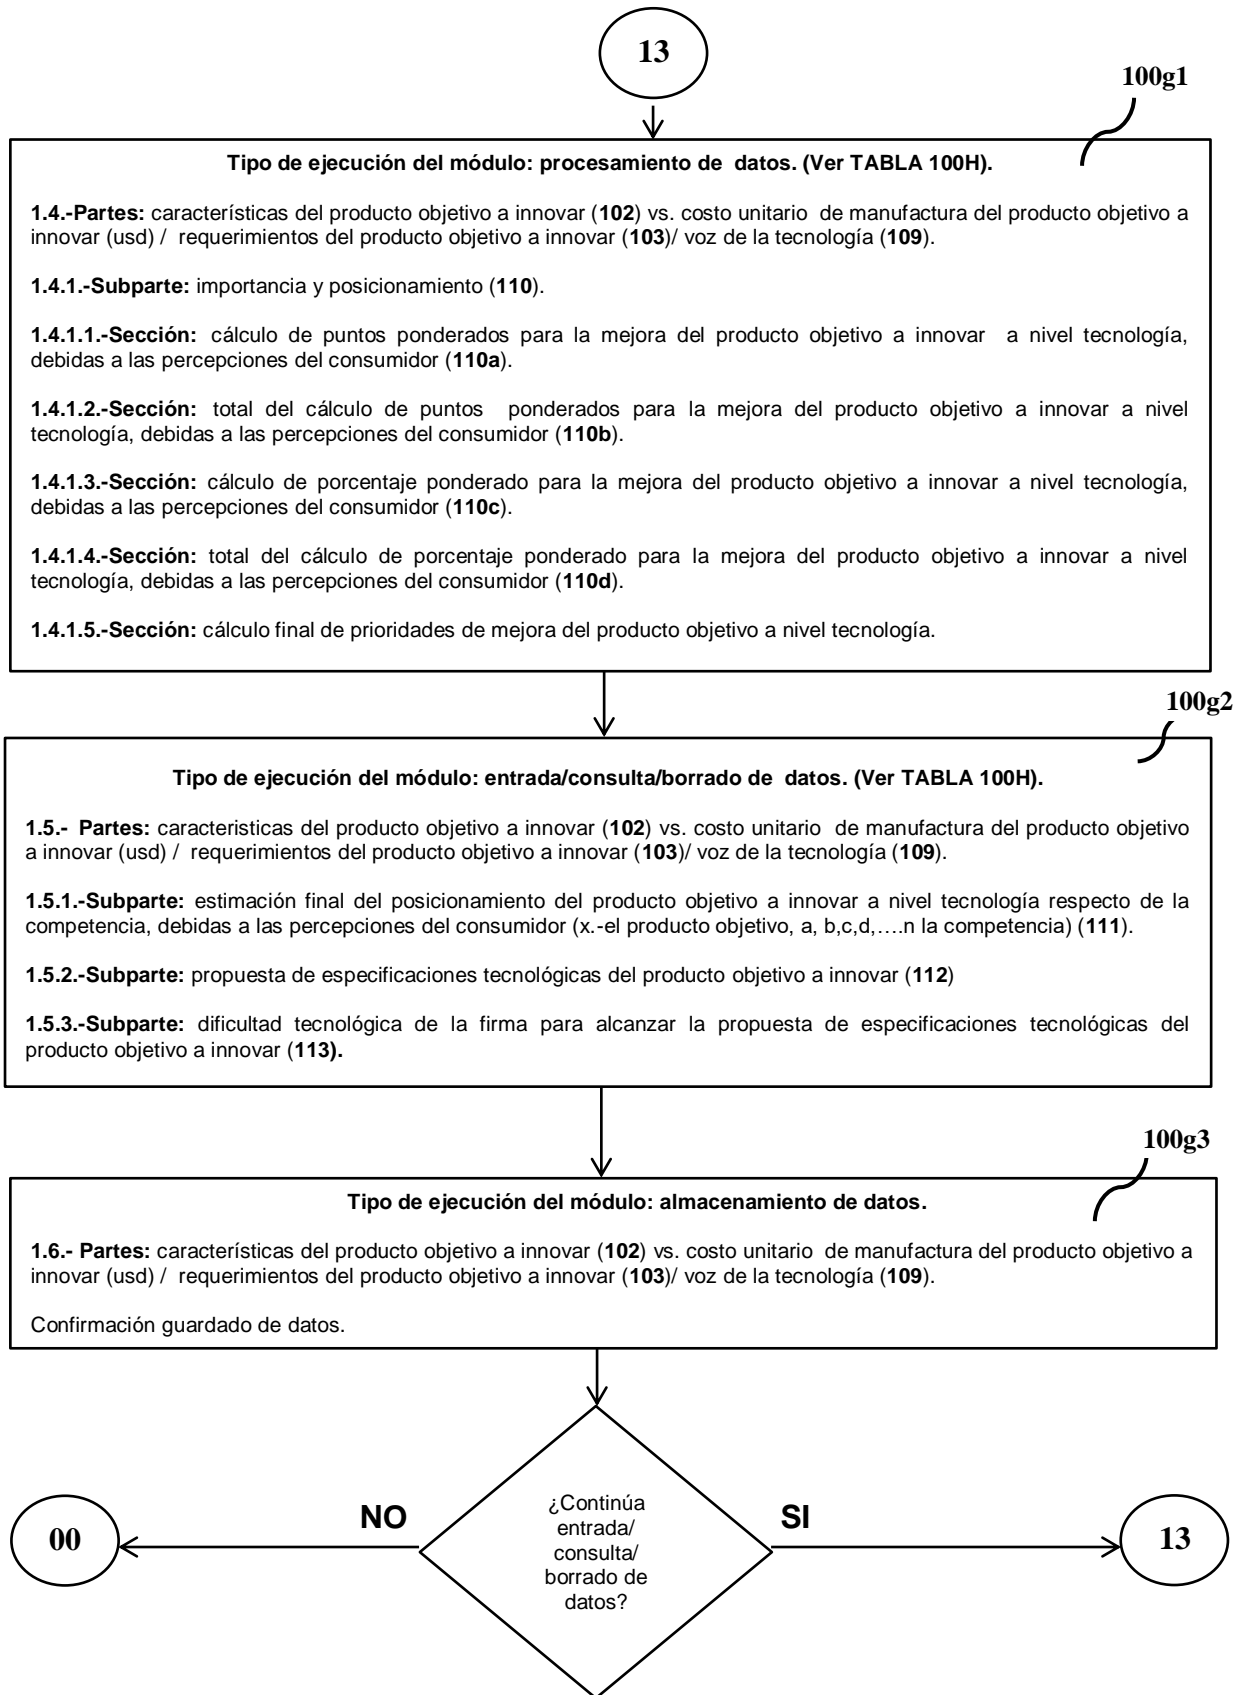 13
100g1
Tipo de ejecución del módulo: procesamiento de datos. (Ver TABLA 100H).
1.4.-Partes: características del producto objetivo a innovar (102) vs. costo unitario de manufactura del producto objetivo a
innovar (usd) / requerimientos del producto objetivo a innovar (103)/ voz de la tecnología (109).
1.4.1.-Subparte: importancia y posicionamiento (110).
1.4.1.1.-Sección: cálculo de puntos ponderados para la mejora del producto objetivo a innovar a nivel tecnología,
debidas a las percepciones del consumidor (110a).
1.4.1.2.-Sección: total del cálculo de puntos ponderados para la mejora del producto objetivo a innovar a nivel
tecnología, debidas a las percepciones del consumidor (110b).
1.4.1.3.-Sección: cálculo de porcentaje ponderado para la mejora del producto objetivo a innovar a nivel tecnología,
debidas a las percepciones del consumidor (110c).
1.4.1.4.-Sección: total del cálculo de porcentaje ponderado para la mejora del producto objetivo a innovar a nivel
tecnología, debidas a las percepciones del consumidor (110d).
1.4.1.5.-Sección: cálculo final de prioridades de mejora del producto objetivo a nivel tecnología.
100g2
Tipo de ejecución del módulo: entrada/consulta/borrado de datos. (Ver TABLA 100H).
1.5.- Partes: caracteristicas del producto objetivo a innovar (102) vs. costo unitario de manufactura del producto objetivo
a innovar (usd) / requerimientos del producto objetivo a innovar (103)/ voz de la tecnología (109).
1.5.1.-Subparte: estimación final del posicionamiento del producto objetivo a innovar a nivel tecnología respecto de la
competencia, debidas a las percepciones del consumidor (x.-el producto objetivo, a, b,c,d,….n la competencia) (111).
1.5.2.-Subparte: propuesta de especificaciones tecnológicas del producto objetivo a innovar (112)
1.5.3.-Subparte: dificultad tecnológica de la firma para alcanzar la propuesta de especificaciones tecnológicas del
producto objetivo a innovar (113).
100g3
Tipo de ejecución del módulo: almacenamiento de datos.
1.6.- Partes: características del producto objetivo a innovar (102) vs. costo unitario de manufactura del producto objetivo a
innovar (usd) / requerimientos del producto objetivo a innovar (103)/ voz de la tecnología (109).
Confirmación guardado de datos.
00
NO
¿Continúa
entrada/
consulta/
borrado de
datos?
SI
13